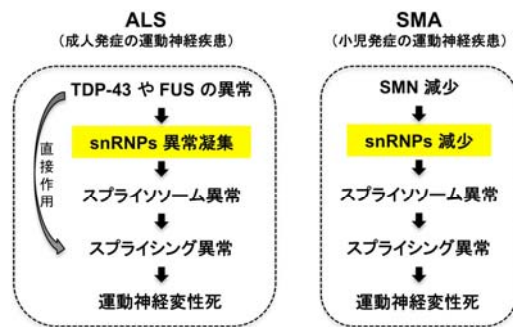 ALS
（成人発症の運動神経疾患）
TDP-43 や FUS の異常
snRNPs 異常凝集
スプライソソーム異常
スプライシング異常
運動神経変性死
直接作用
SMA
（小児発症の運動神経疾患）
SMN 減少
snRNPs 減少
スプライソソーム異常
スプライシング異常
運動神経変性死